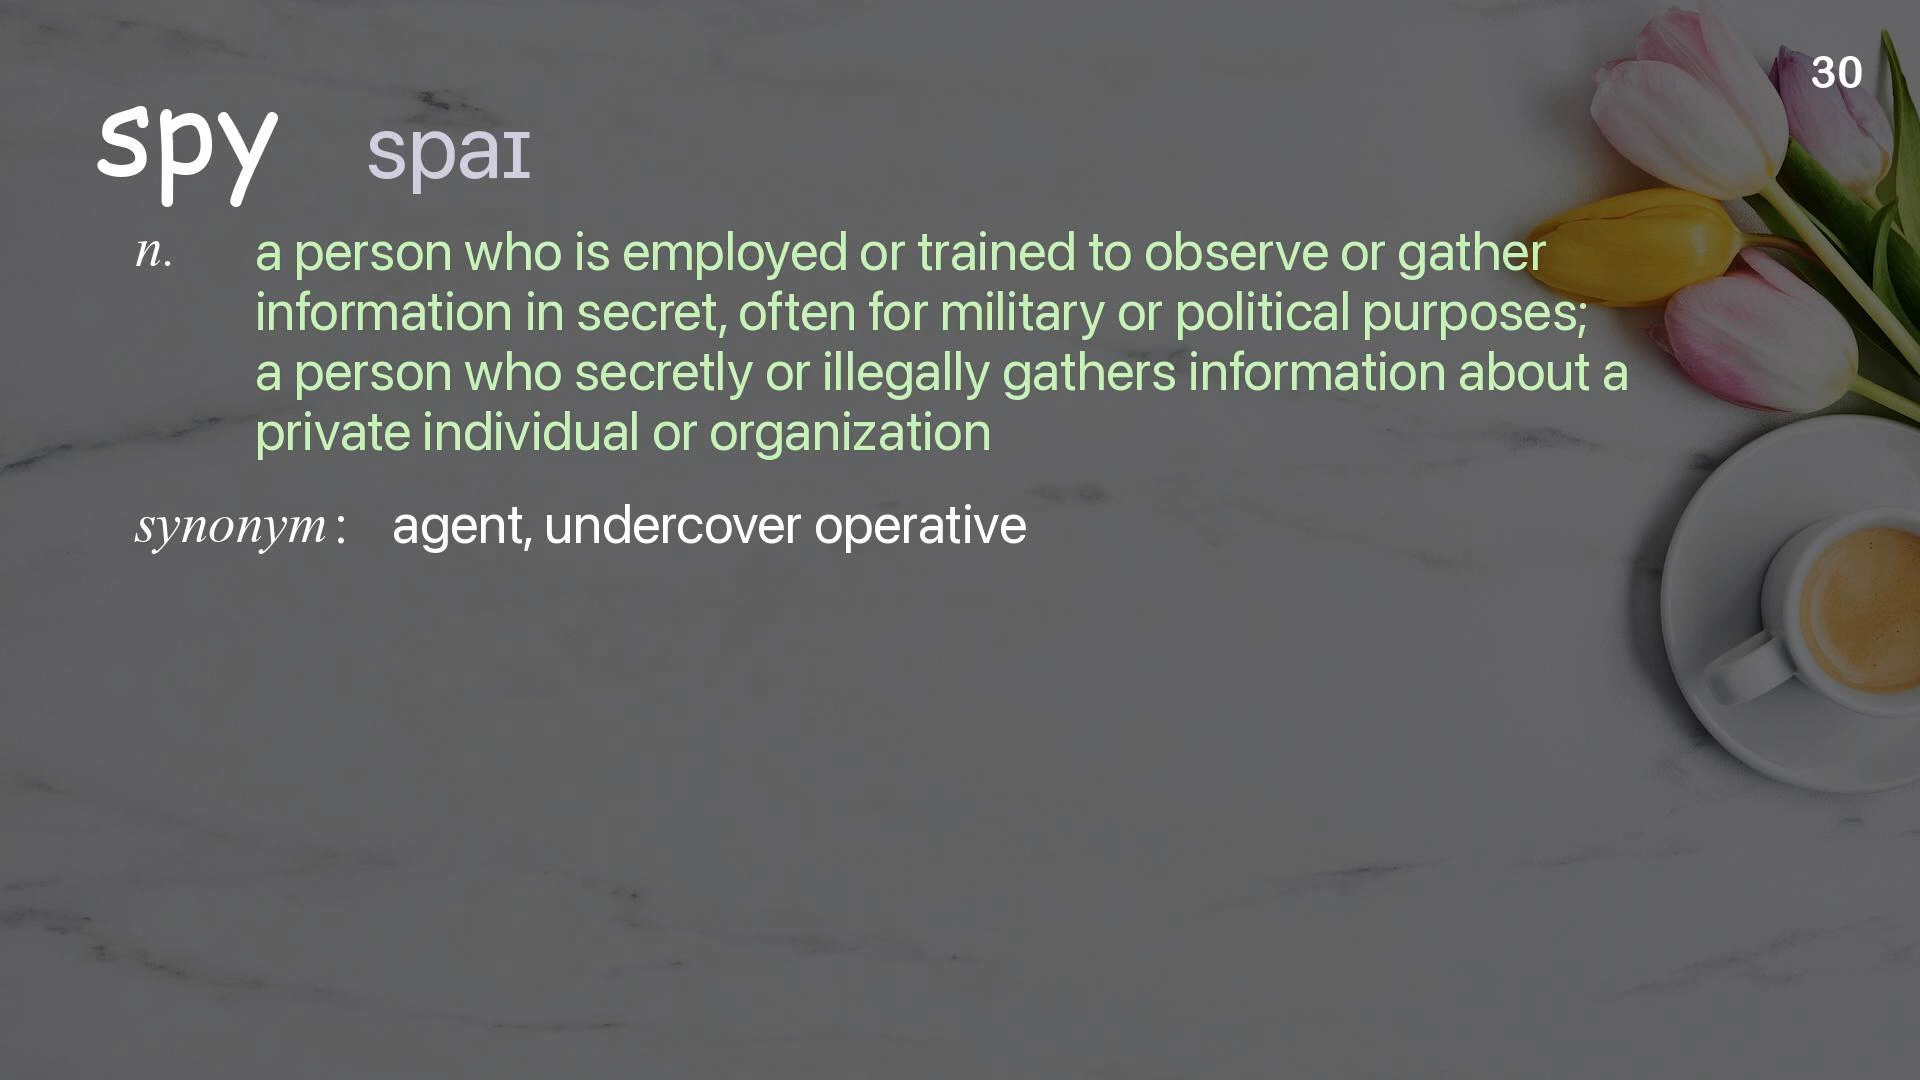 30
spy spaɪ
n. a person who is employed or trained to observe or gather
information in secret, often for military or political purposes;
a person who secretly or illegally gathers information about a
private individual or organization
synonym: agent, undercover operative